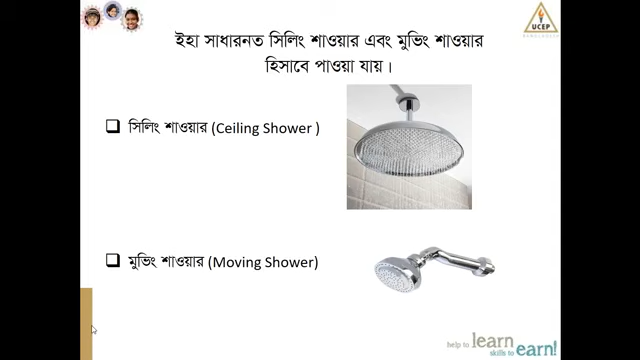 ইহা সাধারনত সিলিং শাওয়ার এবং মুভিং শাওয়ার
হিসাবে পাওয়া যায়।
UCEP
BANGLADESH
সিলিং শাওয়ার (Ceiling Shower )
মুভিং শাওয়ার (Moving Shower)
help to learn
skills to earn!